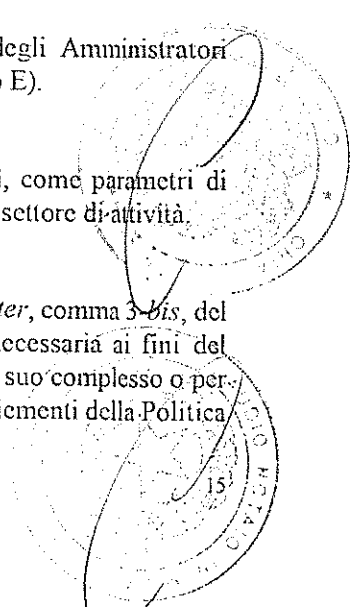 degli Amministratori
o E).
i, come parametri di
settore di attività.
ter, comma 3-bis, del
necessaria ai fini del
suo complesso o per
elementi della Politica
15